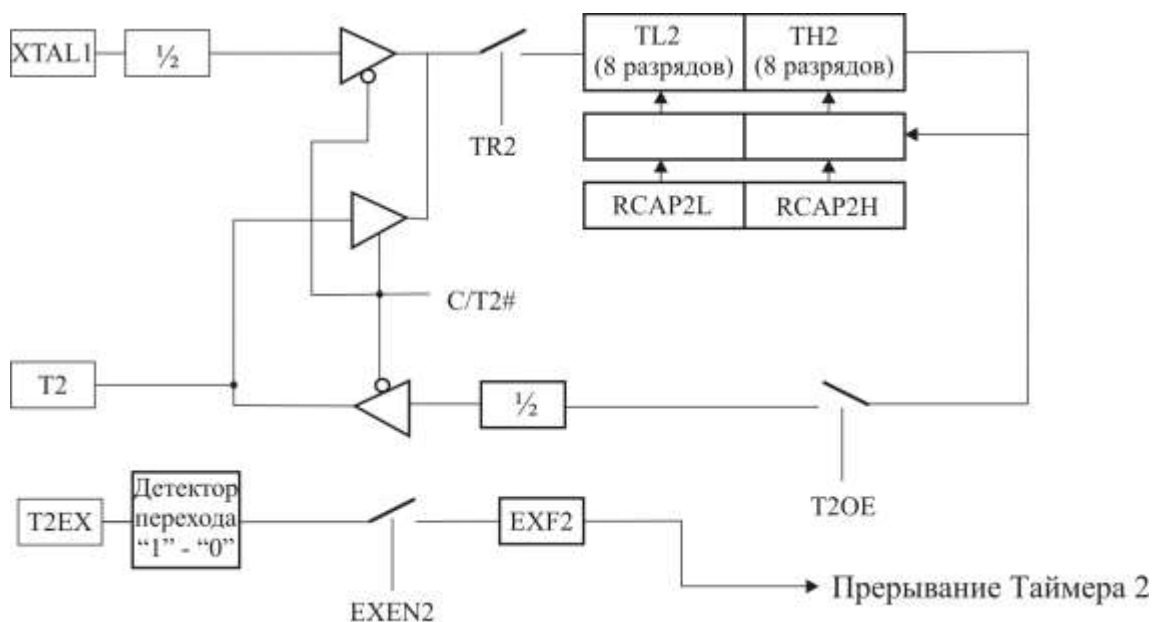 XTAL1
½
TL2
(8 разрядов)
TH2
(8 разрядов)
TR2
RCAP2L
RCAP2H
C/T2#
T2
½
T2OE
T2EX
Детектор
перехода
“1” - “0”
EXF2
EXEN2
Прерывание Таймера 2